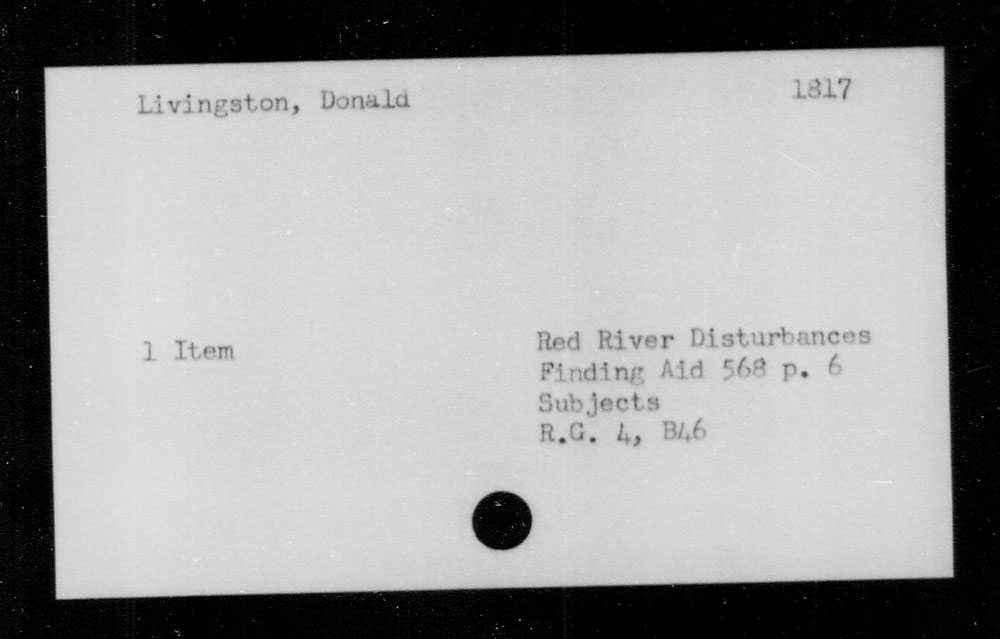 Livingston, Donald 1817
1 Item
Red River Disturbances
Finding Aid 568 p. 6
Subjects
R.G. 4, B46